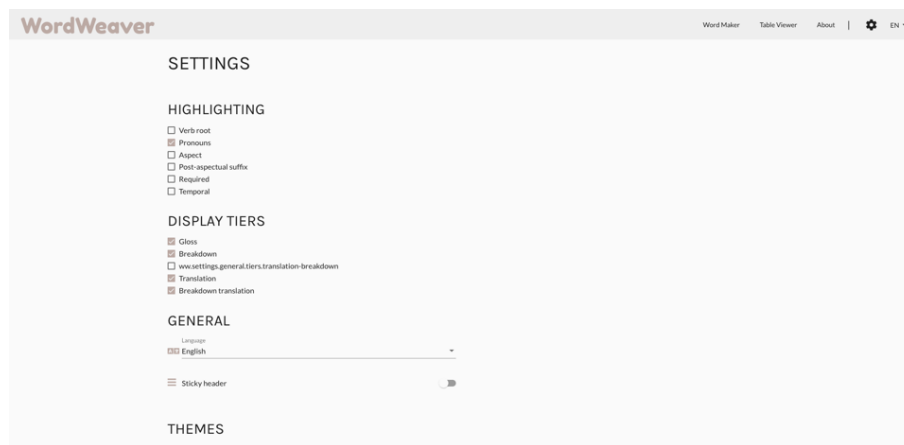 WordWeaver
Word Maker Table Viewer About | EN
SETTINGS
HIGHLIGHTING
Verb root
Pronouns
Aspect
Post-aspectual suffix
Required
Temporal
DISPLAY TIERS
Gloss
Breakdown
ww.settings.general.tiers.translation-breakdown
Translation
Breakdown translation
GENERAL
Language
English
Sticky header
THEMES